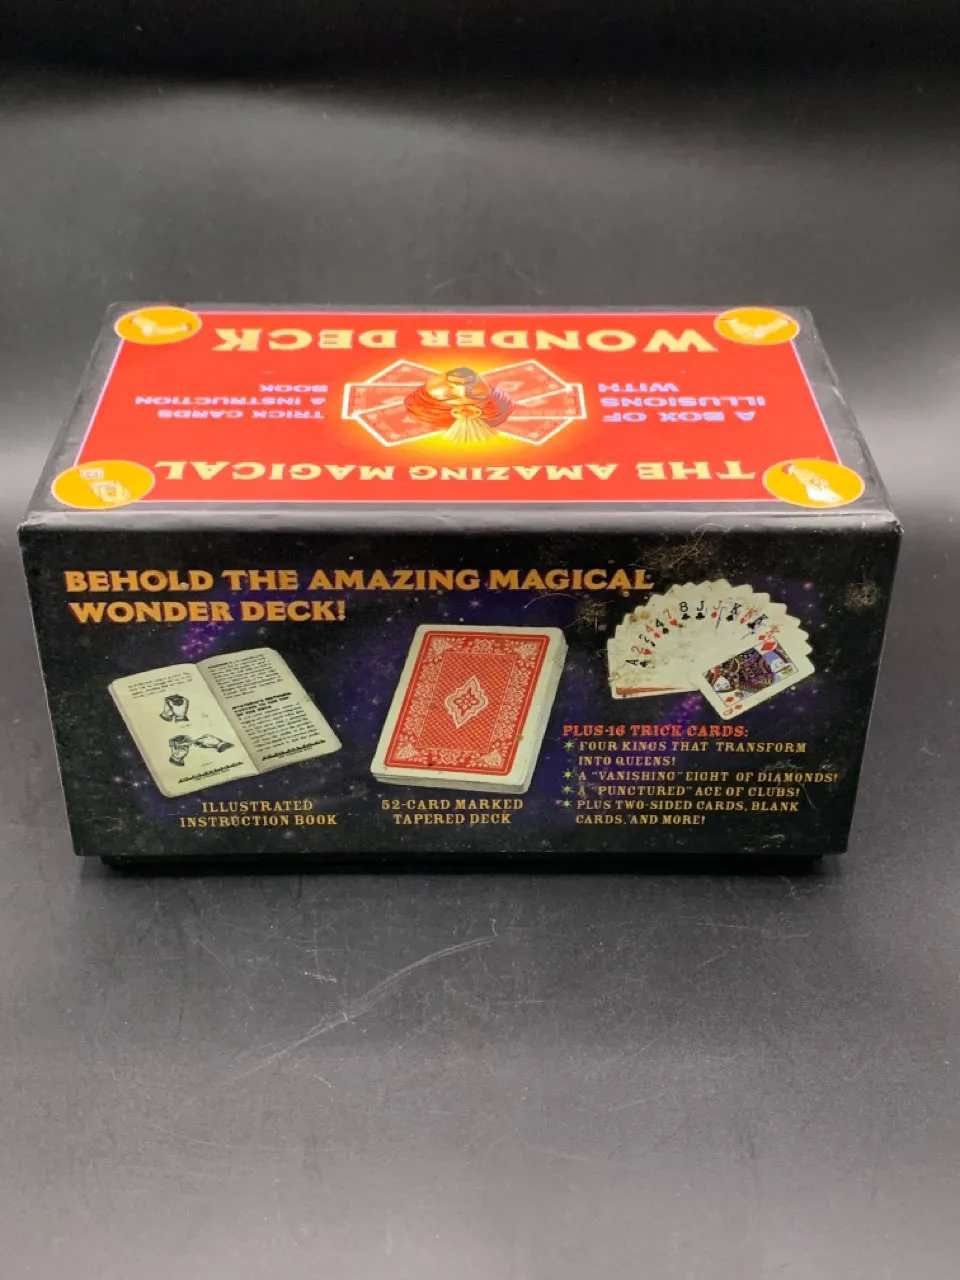 THE AMAZING MAGICAL
WONDER DECK
A BOX OF
ILLUSIONS
WITH
TRICK CARDS
& INSTRUCTION
BOOK
BEHOLD THE AMAZING MAGICAL
WONDER DECK!
ILLUSTRATED
INSTRUCTION BOOK
52-CARD MARKED
TAPERED DECK
PLUS-16 TRICK CARDS:
FOUR KINGS THAT TRANSFORM
INTO QUEENS!
A "VANISHING" EIGHT OF DIAMONDS!
A "PUNCTURED" ACE OF CLUBS!
PLUS TWO-SIDED CARDS, BLANK
CARDS, AND MORE!